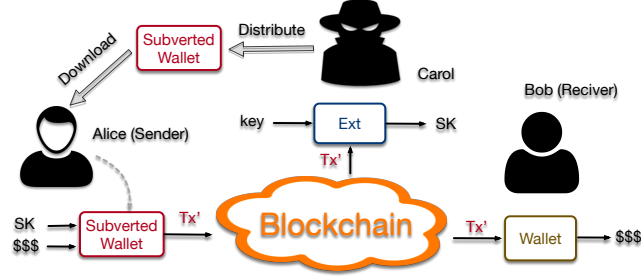 Distribute
Download
Subverted
Wallet
Carol
Bob (Reciver)
key
Ext
SK
Alice (Sender)
Tx'
SK
$$$
Subverted
Wallet
Tx'
Blockchain
Tx'
Wallet
$$$